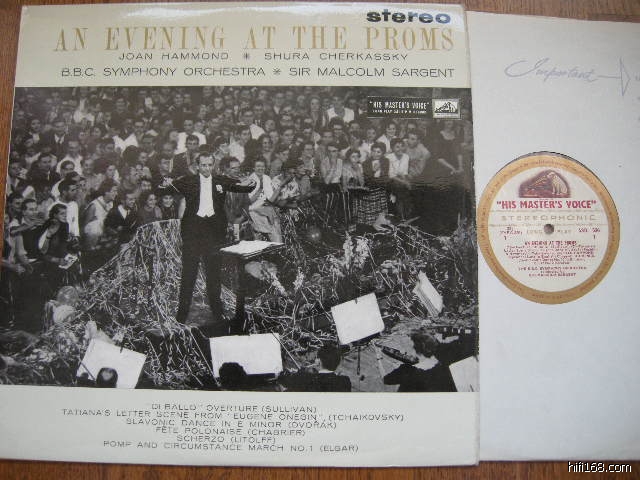 stereo
AN EVENING AT THE PROMS
JOAN HAMMOND * SHURA CHERKASSKY
B.B.C. SYMPHONY ORCHESTRA * SIR MALCOLM SARGENT
"HIS MASTER'S VOICE"
"DI BALLO" OVERTURE (SULLIVAN)
TATIANA'S LETTER SCENE FROM "EUGENE ONEGIN", (TCHAIKOVSKY)
SLAVONIC DANCE IN E MINOR (DVOŘÁK)
FÊTE POLONAISE (CHABRIER)
SCHERZO (LITOLFF)
POMP AND CIRCUMSTANCE MARCH NO.1 (ELGAR)
Important
"HIS MASTER'S VOICE"
STEREOPHONIC
LONG PLAY
1
AN EVENING AT THE PROMS
hifi168.com